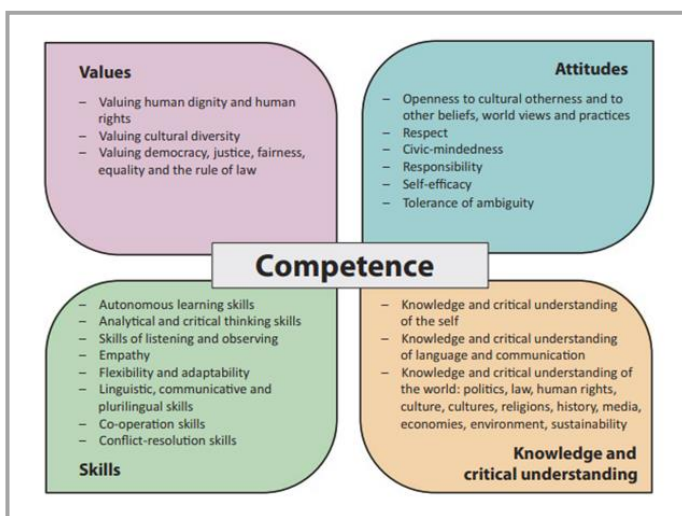 Values
– Valuing human dignity and human
rights
– Valuing cultural diversity
– Valuing democracy, justice, fairness,
equality and the rule of law
Attitudes
– Openness to cultural otherness and to
other beliefs, world views and practices
– Respect
– Civic-mindedness
– Responsibility
– Self-efficacy
– Tolerance of ambiguity
Competence
– Autonomous learning skills
– Analytical and critical thinking skills
– Skills of listening and observing
– Empathy
– Flexibility and adaptability
– Linguistic, communicative and
plurilingual skills
– Co-operation skills
– Conflict-resolution skills
Skills
– Knowledge and critical understanding
of the self
– Knowledge and critical understanding
of language and communication
– Knowledge and critical understanding of
the world: politics, law, human rights,
culture, cultures, religions, history, media,
economies, environment, sustainability
Knowledge and
critical understanding